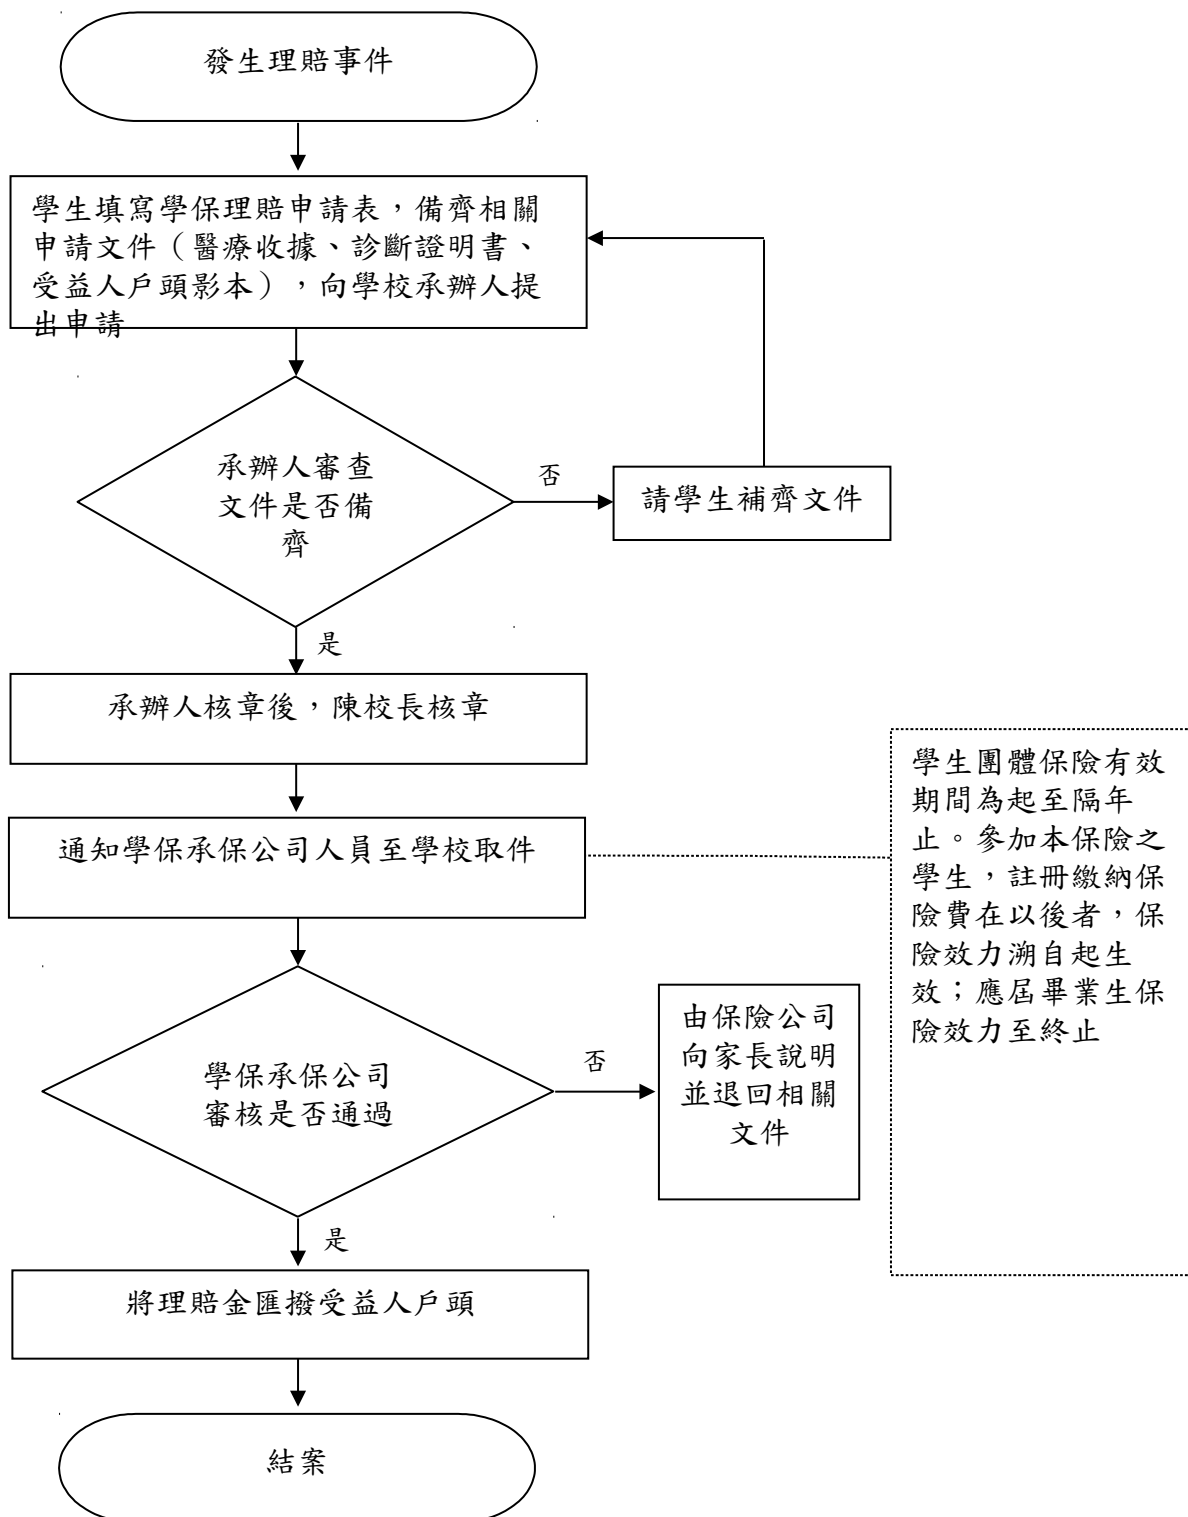 發生理賠事件
學生填寫學保理賠申請表，備齊相關
申請文件（醫療收據、診斷證明書、
受益人戶頭影本），向學校承辦人提
出申請
承辦人審查
文件是否備
齊
否
請學生補齊文件
是
承辦人核章後，陳校長核章
通知學保承保公司人員至學校取件
學生團體保險有效
期間為起至隔年
止。參加本保險之
學生，註冊繳納保
險費在以後者，保
險效力溯自起生
效；應屆畢業生保
險效力至終止
學保承保公司
審核是否通過
否
由保險公司
向家長說明
並退回相關
文件
是
將理賠金匯撥受益人戶頭
結案